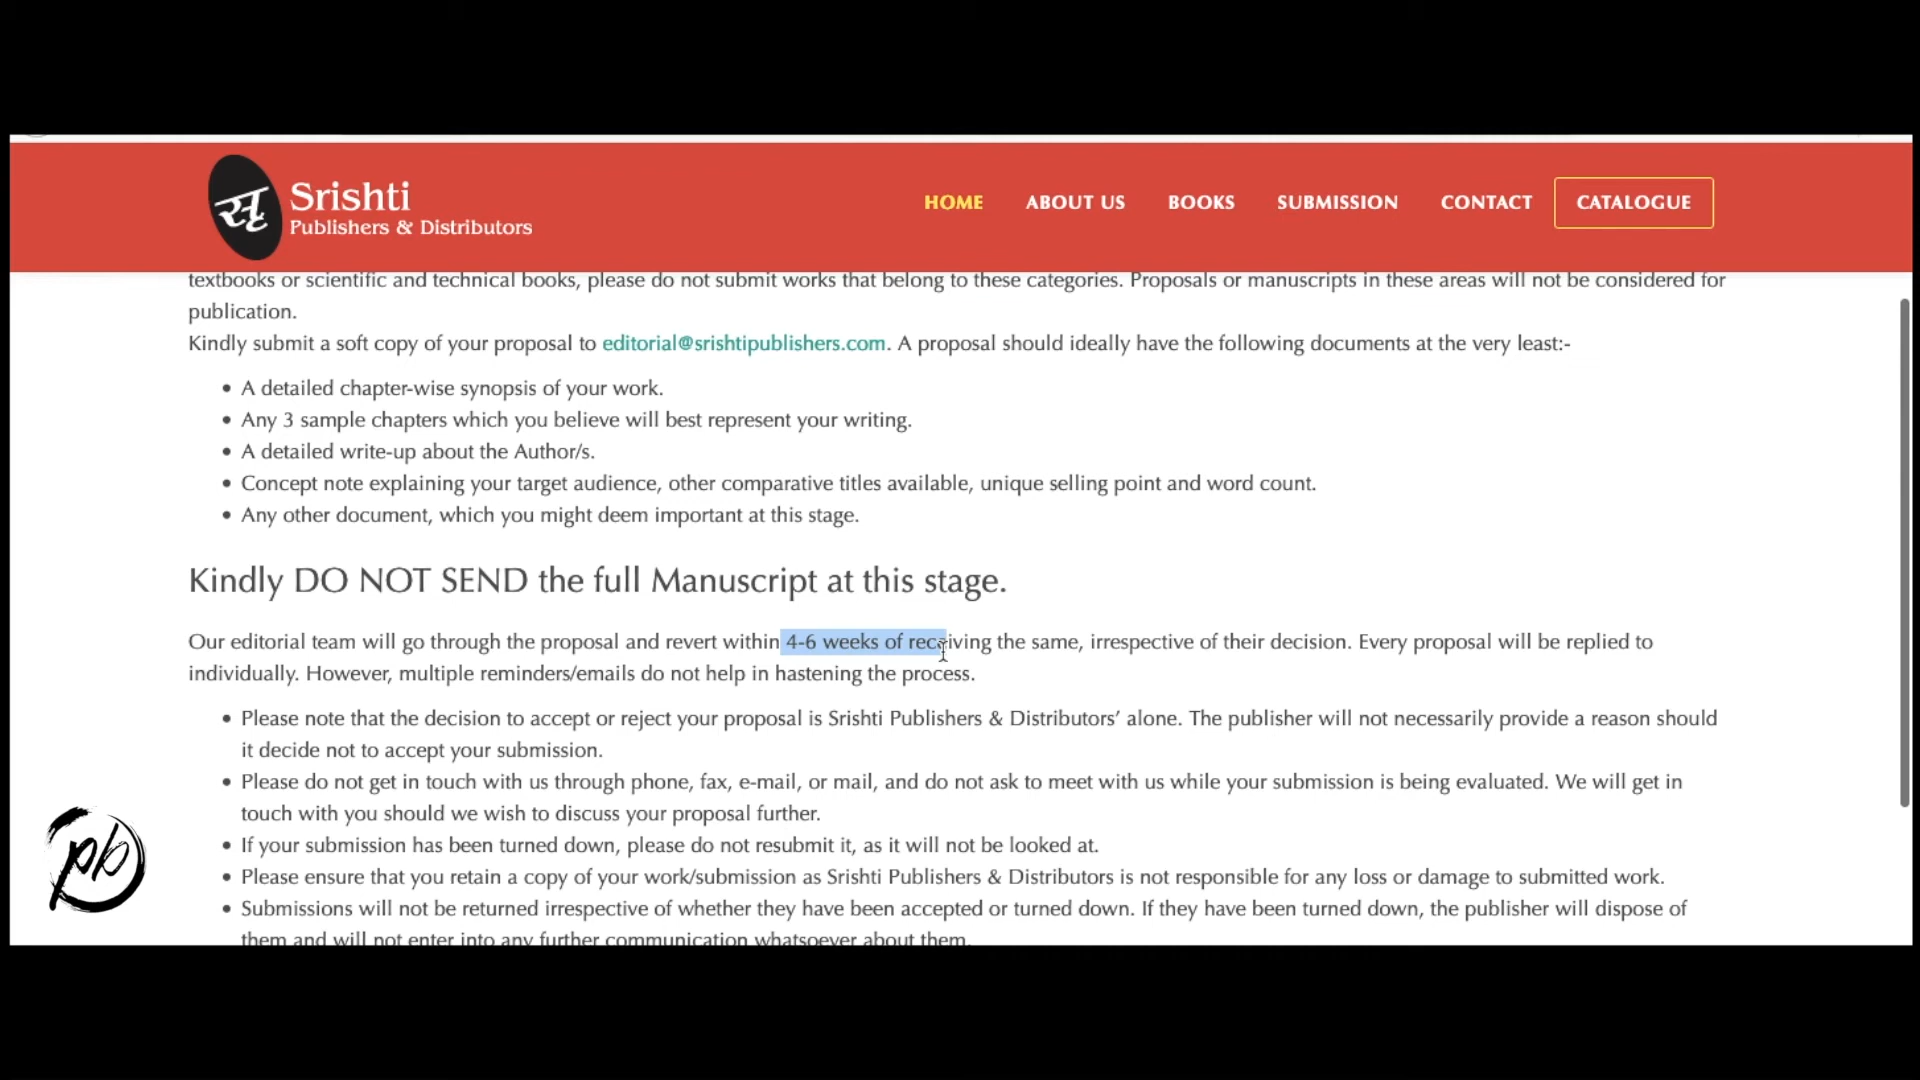 सृ
Srishti
Publishers & Distributors
HOME
ABOUT US
BOOKS
SUBMISSION
CONTACT
CATALOGUE
textbooks or scientific and technical books, please do not submit works that belong to these categories. Proposals or manuscripts in these areas will not be considered for
publication.
Kindly submit a soft copy of your proposal to editorial@srishtipublishers.com. A proposal should ideally have the following documents at the very least:-
• A detailed chapter-wise synopsis of your work.
• Any 3 sample chapters which you believe will best represent your writing.
• A detailed write-up about the Author/s.
• Concept note explaining your target audience, other comparative titles available, unique selling point and word count.
• Any other document, which you might deem important at this stage.
Kindly DO NOT SEND the full Manuscript at this stage.
Our editorial team will go through the proposal and revert within 4-6 weeks of receiving the same, irrespective of their decision. Every proposal will be replied to
individually. However, multiple reminders/emails do not help in hastening the process.
• Please note that the decision to accept or reject your proposal is Srishti Publishers & Distributors’ alone. The publisher will not necessarily provide a reason should
it decide not to accept your submission.
• Please do not get in touch with us through phone, fax, e-mail, or mail, and do not ask to meet with us while your submission is being evaluated. We will get in
touch with you should we wish to discuss your proposal further.
• If your submission has been turned down, please do not resubmit it, as it will not be looked at.
• Please ensure that you retain a copy of your work/submission as Srishti Publishers & Distributors is not responsible for any loss or damage to submitted work.
• Submissions will not be returned irrespective of whether they have been accepted or turned down. If they have been turned down, the publisher will dispose of
them and will not enter into any further communication whatsoever about them.
pb